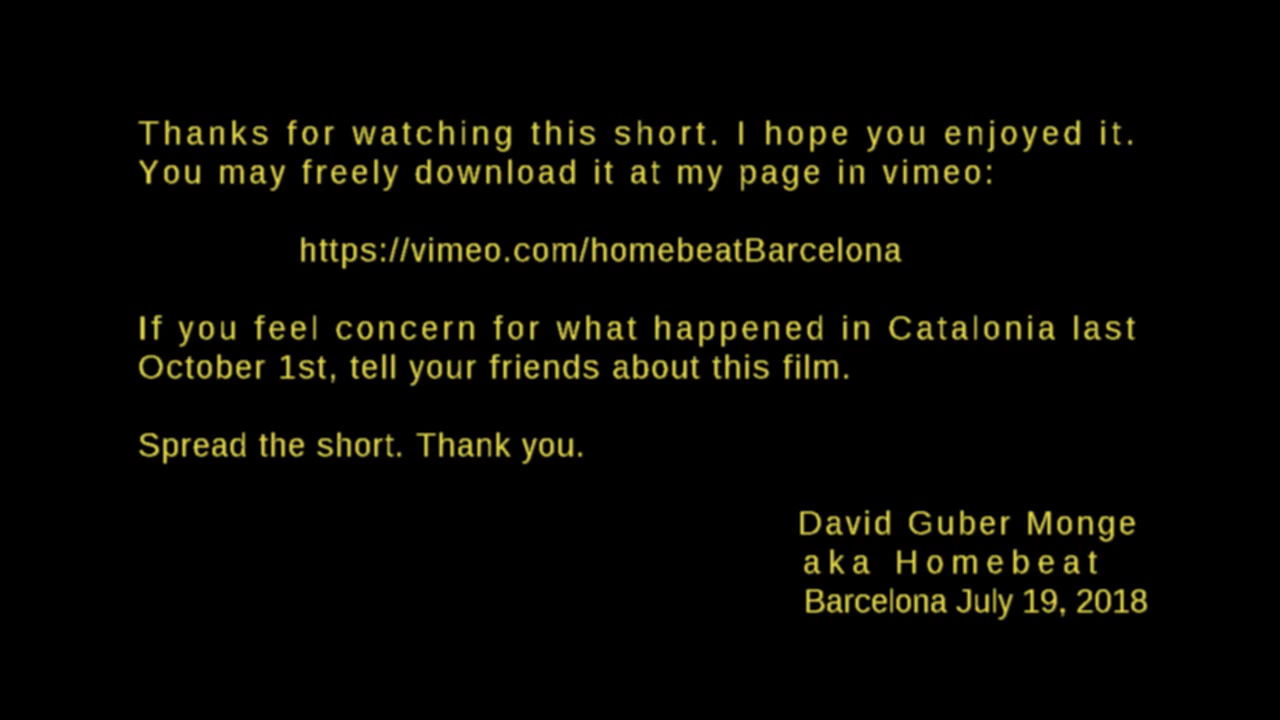 Thanks for watching this short. I hope you enjoyed it.
You may freely download it at my page in vimeo:
https://vimeo.com/homebeatBarcelona
If you feel concern for what happened in Catalonia last
October 1st, tell your friends about this film.
Spread the short. Thank you.
David Guber Monge
aka Homebeat
Barcelona July 19, 2018